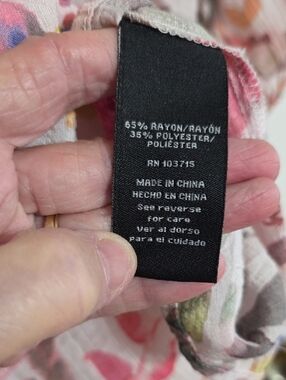 65% RAYON/RAYÓN
35% POLYESTER/
POLIÉSTER
RN 103715
MADE IN CHINA
HECHO EN CHINA
See reverse
for care
Ver al dorso
para el cuidado